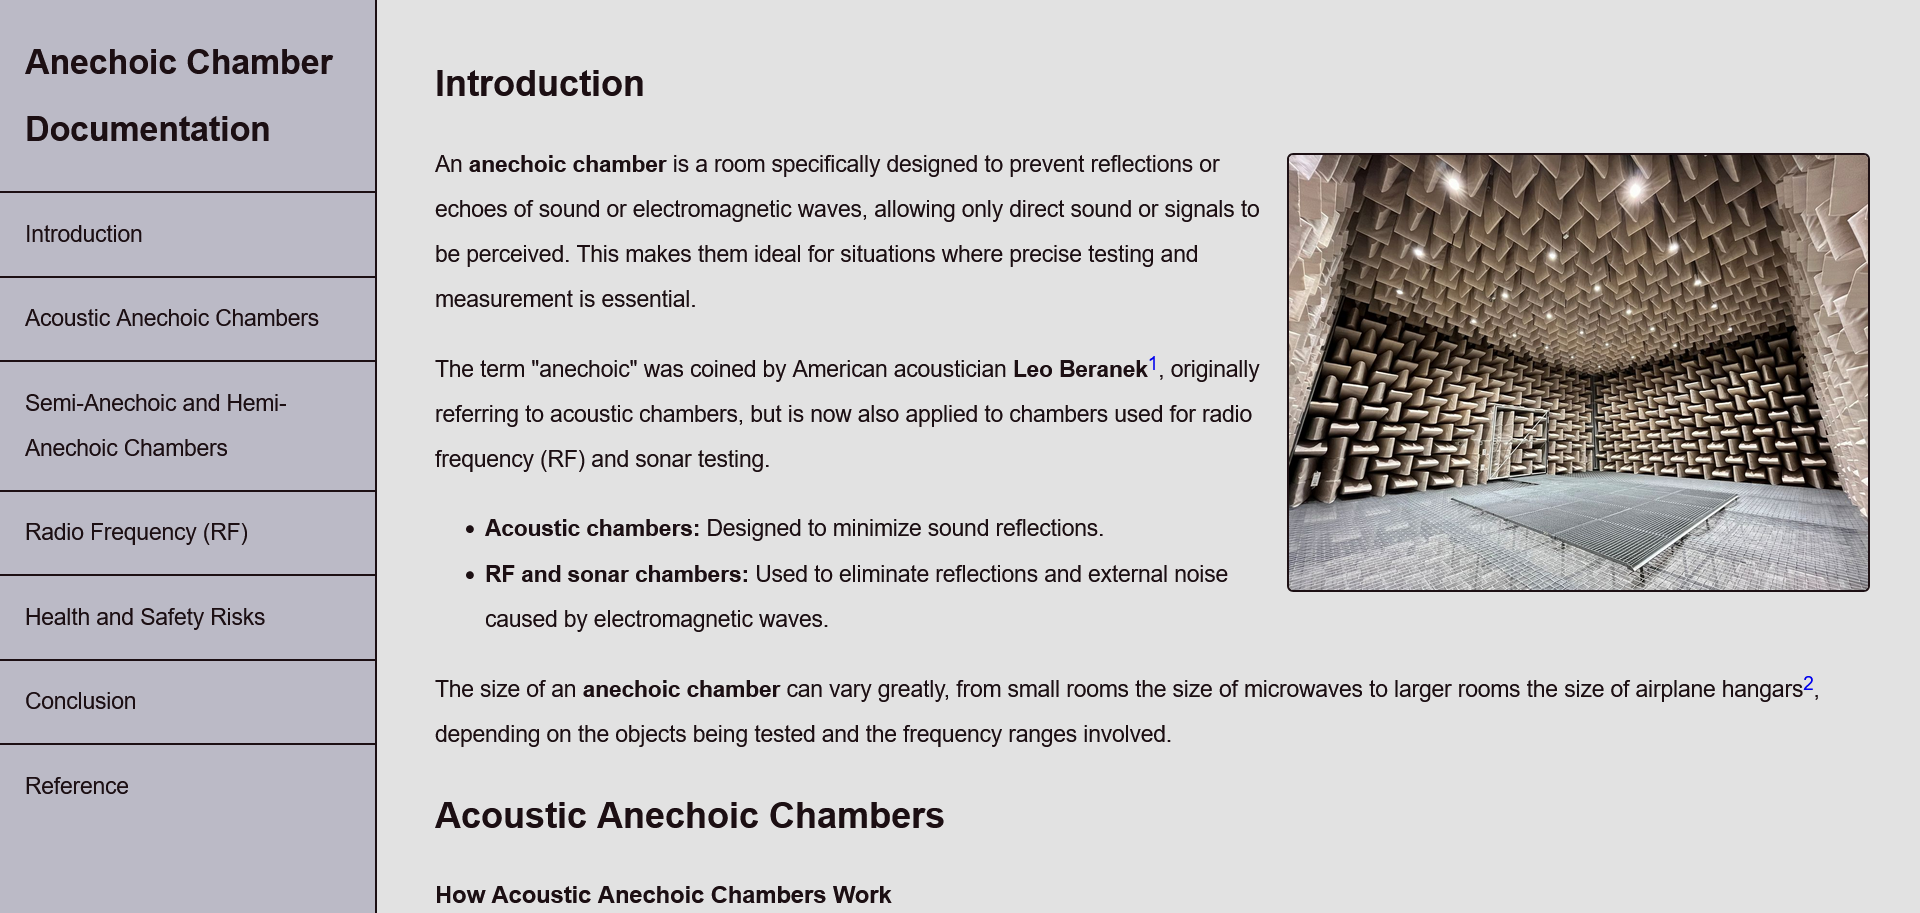 Anechoic Chamber
Documentation
Introduction
Acoustic Anechoic Chambers
Semi-Anechoic and Hemi-
Anechoic Chambers
Radio Frequency (RF)
Health and Safety Risks
Conclusion
Reference
Introduction
An anechoic chamber is a room specifically designed to prevent reflections or
echoes of sound or electromagnetic waves, allowing only direct sound or signals to
be perceived. This makes them ideal for situations where precise testing and
measurement is essential.
The term "anechoic" was coined by American acoustician Leo Beranek1, originally
referring to acoustic chambers, but is now also applied to chambers used for radio
frequency (RF) and sonar testing.
• Acoustic chambers: Designed to minimize sound reflections.
• RF and sonar chambers: Used to eliminate reflections and external noise
caused by electromagnetic waves.
The size of an anechoic chamber can vary greatly, from small rooms the size of microwaves to larger rooms the size of airplane hangars2,
depending on the objects being tested and the frequency ranges involved.
Acoustic Anechoic Chambers
How Acoustic Anechoic Chambers Work